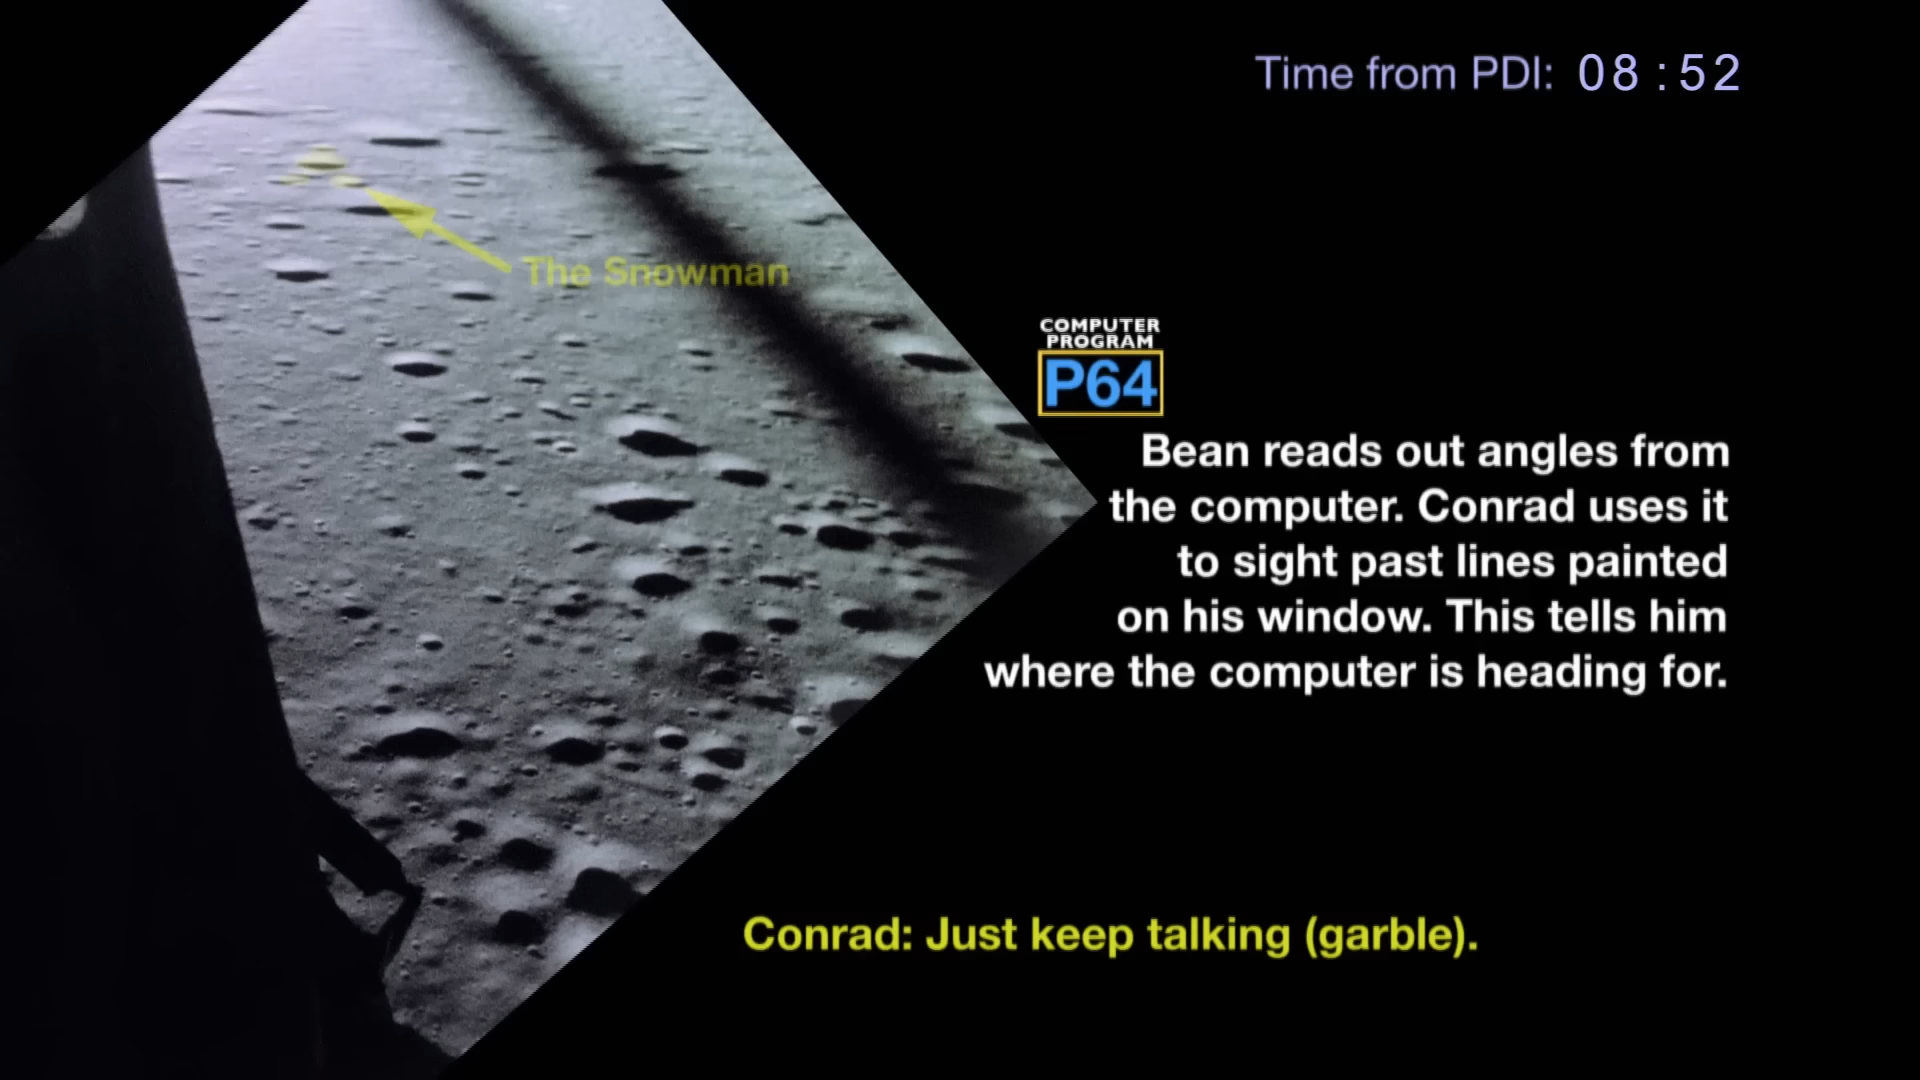 Time from PDI: 08:52
The Snowman
COMPUTER
PROGRAM
P64
Bean reads out angles from
the computer. Conrad uses it
to sight past lines painted
on his window. This tells him
where the computer is heading for.
Conrad: Just keep talking (garble).